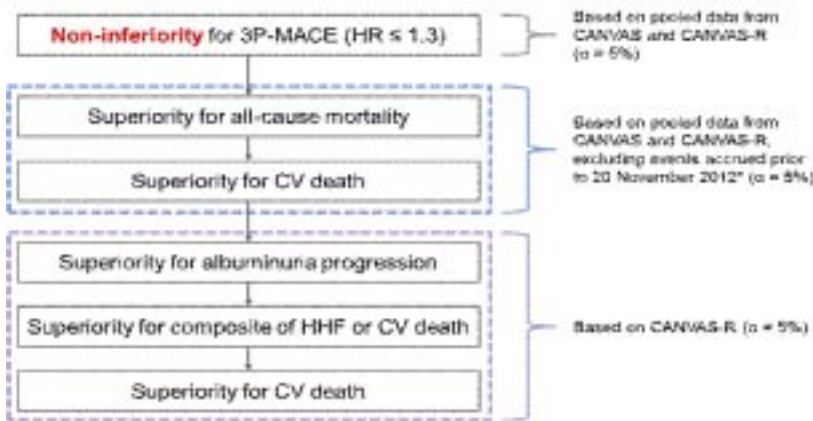 Non-inferiority for 3P-MACE (HR ≤ 1.3)
Based on pooled data from
CANVAS and CANVAS-R
(α = 5%)
Superiority for all-cause mortality
Superiority for CV death
Based on pooled data from
CANVAS and CANVAS-R,
excluding events accrued prior
to 20 November 2012* (α = 5%)
Superiority for albuminuria progression
Superiority for composite of HHF or CV death
Superiority for CV death
Based on CANVAS-R (α = 5%)